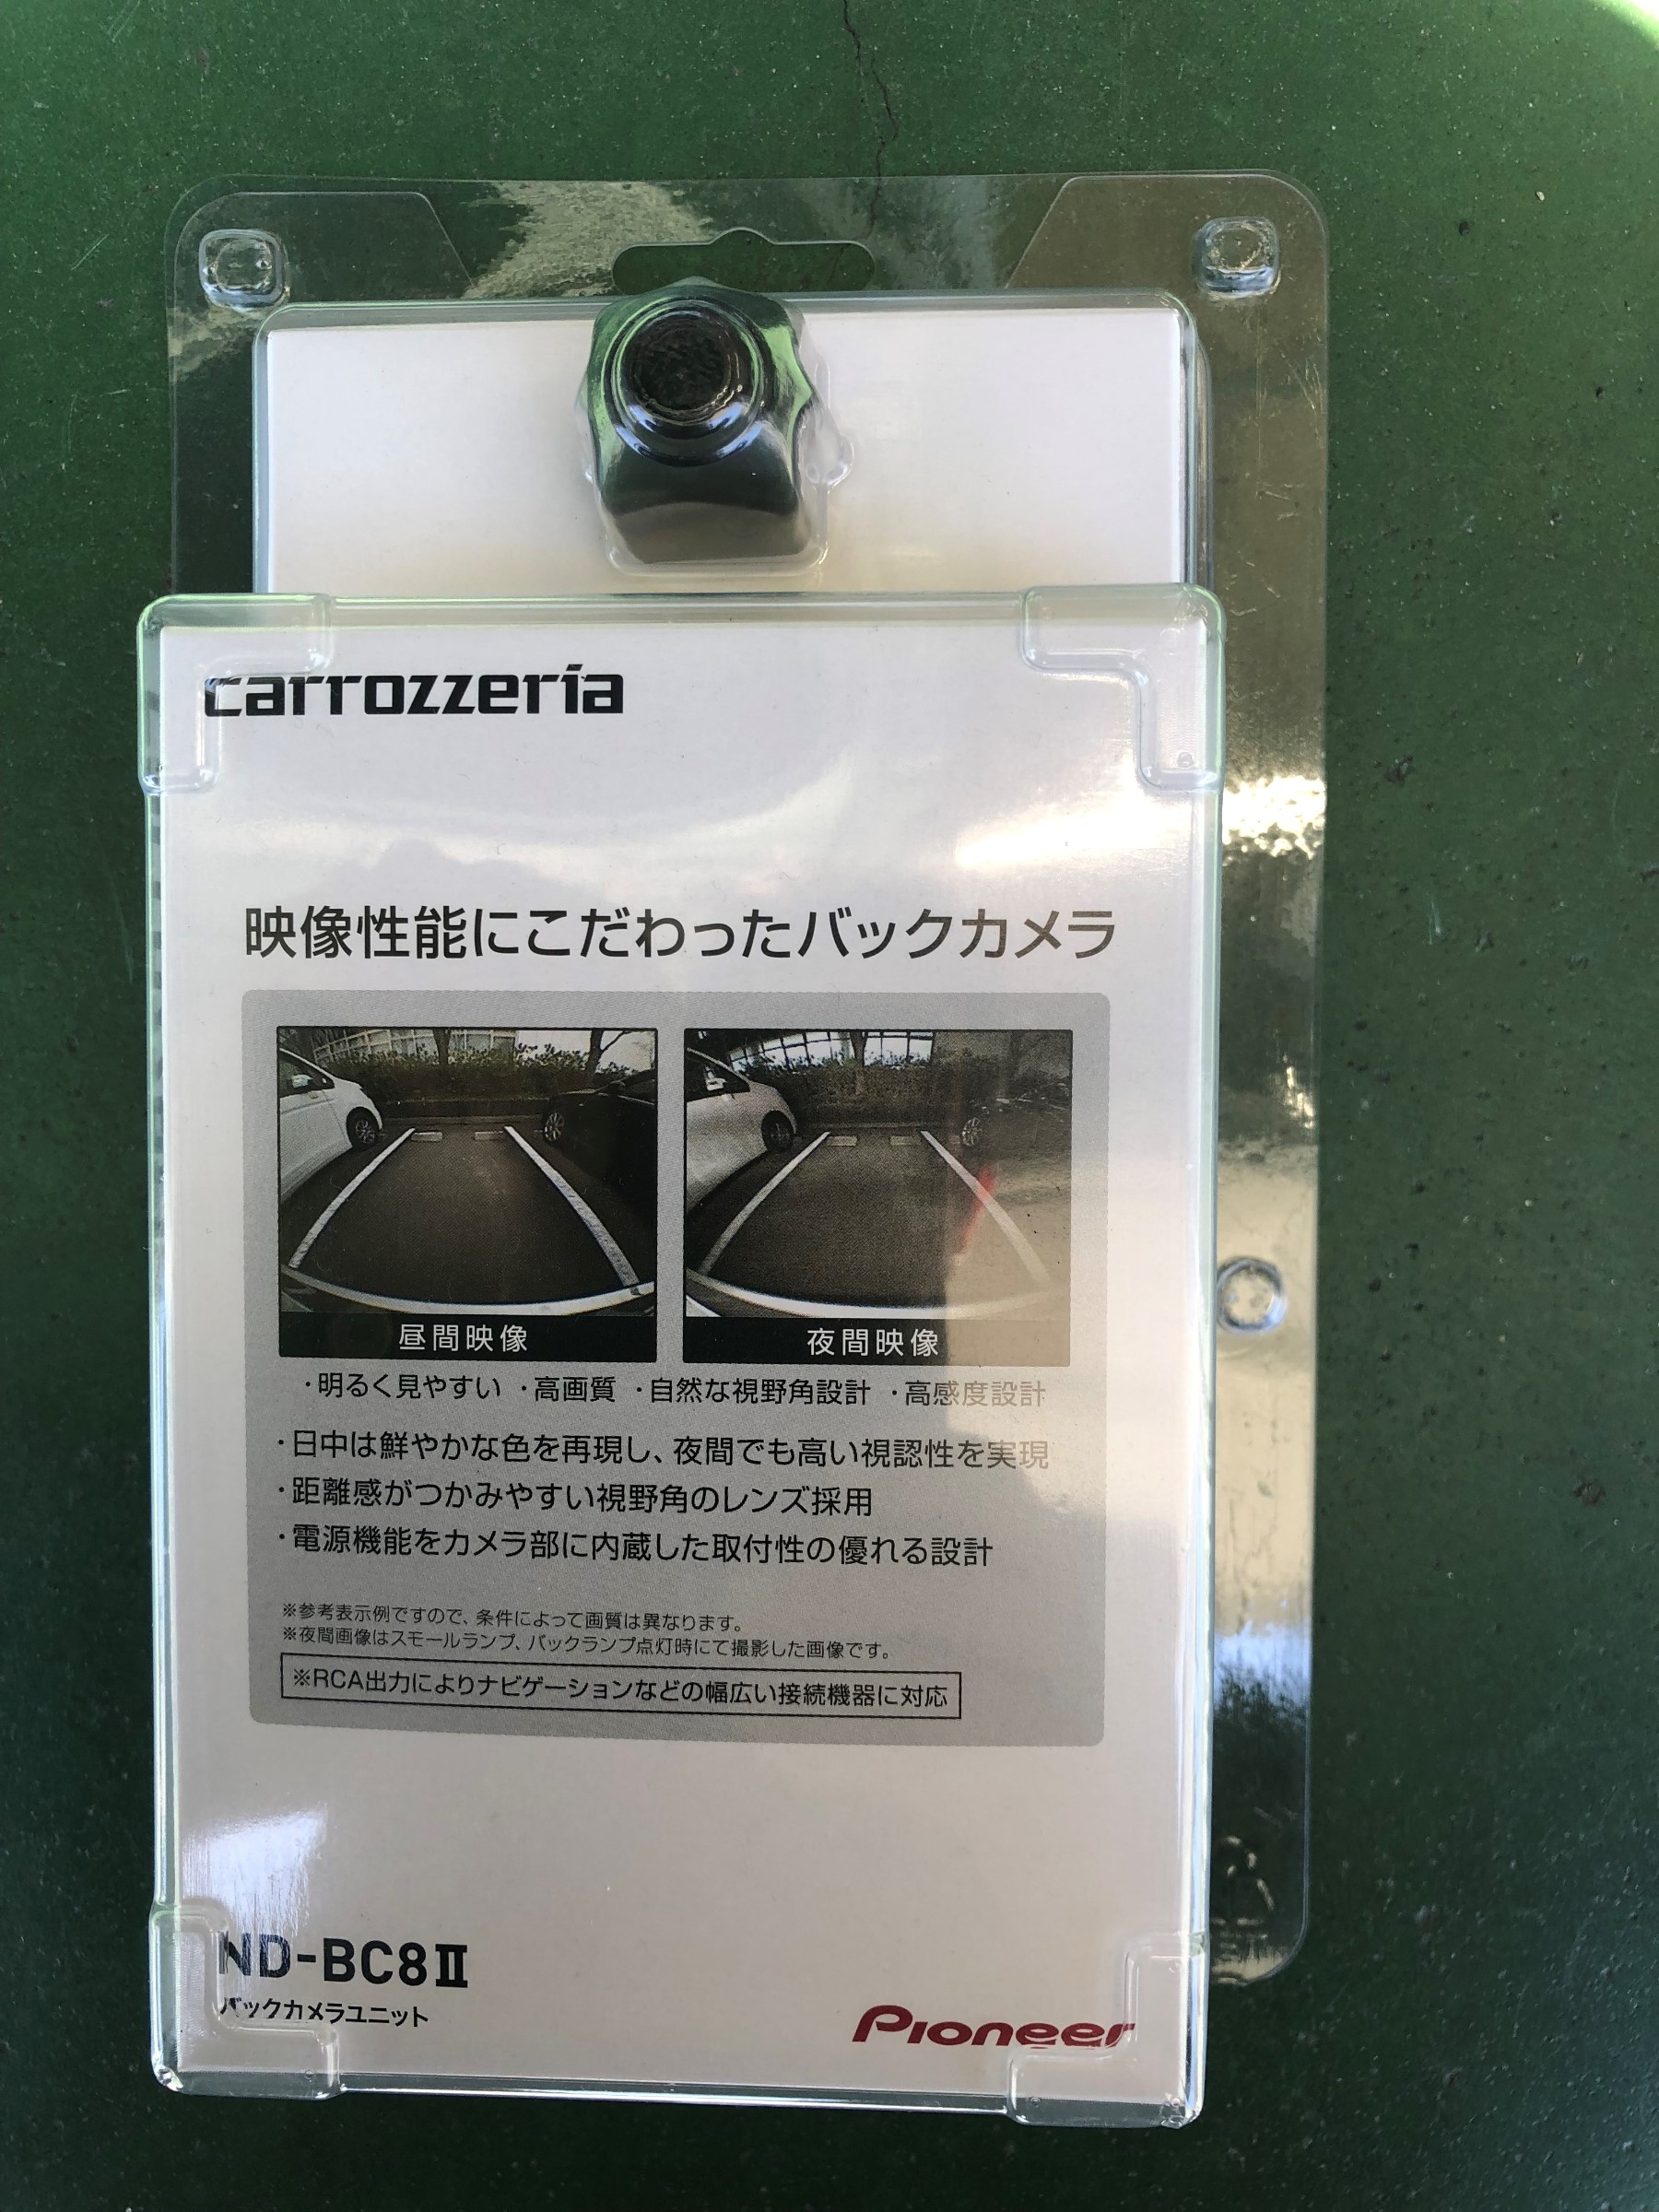 carrozzeria
映像性能にこだわったバックカメラ
昼間映像
夜間映像
・明るく見やすい ・高画質 ・自然な視野角設計 ・高感度設計
・日中は鮮やかな色を再現し、夜間でも高い視認性を実現
・距離感がつかみやすい視野角のレンズ採用
・電源機能をカメラ部に内蔵した取付性の優れる設計
※参考表示例ですので、条件によって画質は異なります。
※夜間画像はスモールランプ、バックランプ点灯時にて撮影した画像です。
※RCA出力によりナビゲーションなどの幅広い接続機器に対応
ND-BC8Ⅱ
バックカメラユニット
Pioneer